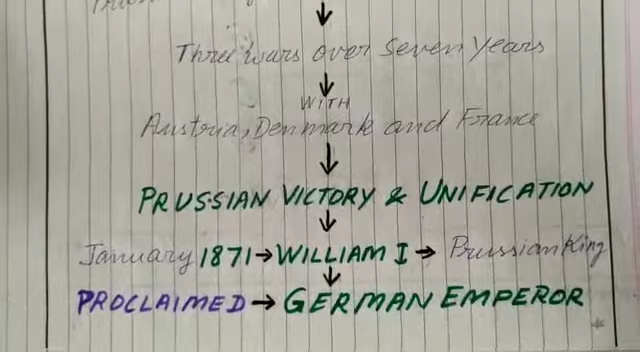 Three wars over Seven Years
WITH
Austria, Denmark and France
PRUSSIAN VICTORY & UNIFICATION
January 1871 → WILLIAM I → Prussian King
PROCLAIMED → GERMAN EMPEROR